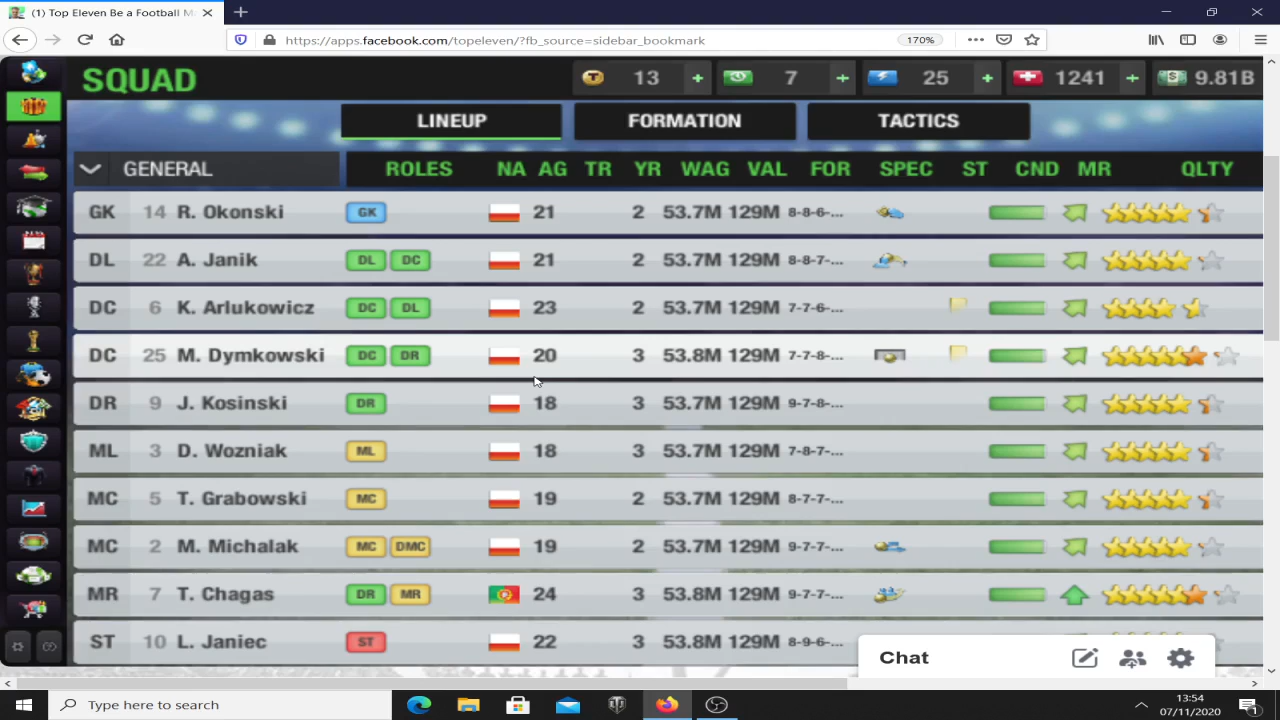 (1) Top Eleven Be a Football M
https://apps.facebook.com/topeleven/?fb_source=sidebar_bookmark 170%
SQUAD 13 + 7 + 25 + 1241 + 9.81B
LINEUP FORMATION TACTICS
GENERAL ROLES NA AG TR YR WAG VAL FOR SPEC ST CND MR QLTY
GK 14 R. Okonski GK 21 2 53.7M 129M 8-8-6-...
DL 22 A. Janik DL DC 21 2 53.7M 129M 8-8-7-...
DC 6 K. Arlukowicz DC DL 23 2 53.7M 129M 7-7-6-...
DC 25 M. Dymkowski DC DR 20 3 53.8M 129M 7-7-8-...
DR 9 J. Kosinski DR 18 3 53.7M 129M 9-7-8-...
ML 3 D. Wozniak ML 18 3 53.7M 129M 7-8-7-...
MC 5 T. Grabowski MC 19 2 53.7M 129M 8-7-7-...
MC 2 M. Michalak MC DMC 19 2 53.7M 129M 9-7-7-...
MR 7 T. Chagas DR MR 24 3 53.8M 129M 9-7-7-...
ST 10 L. Janiec ST 22 3 53.8M 129M 8-9-6-...
Chat
Type here to search
13:54
07/11/2020
1